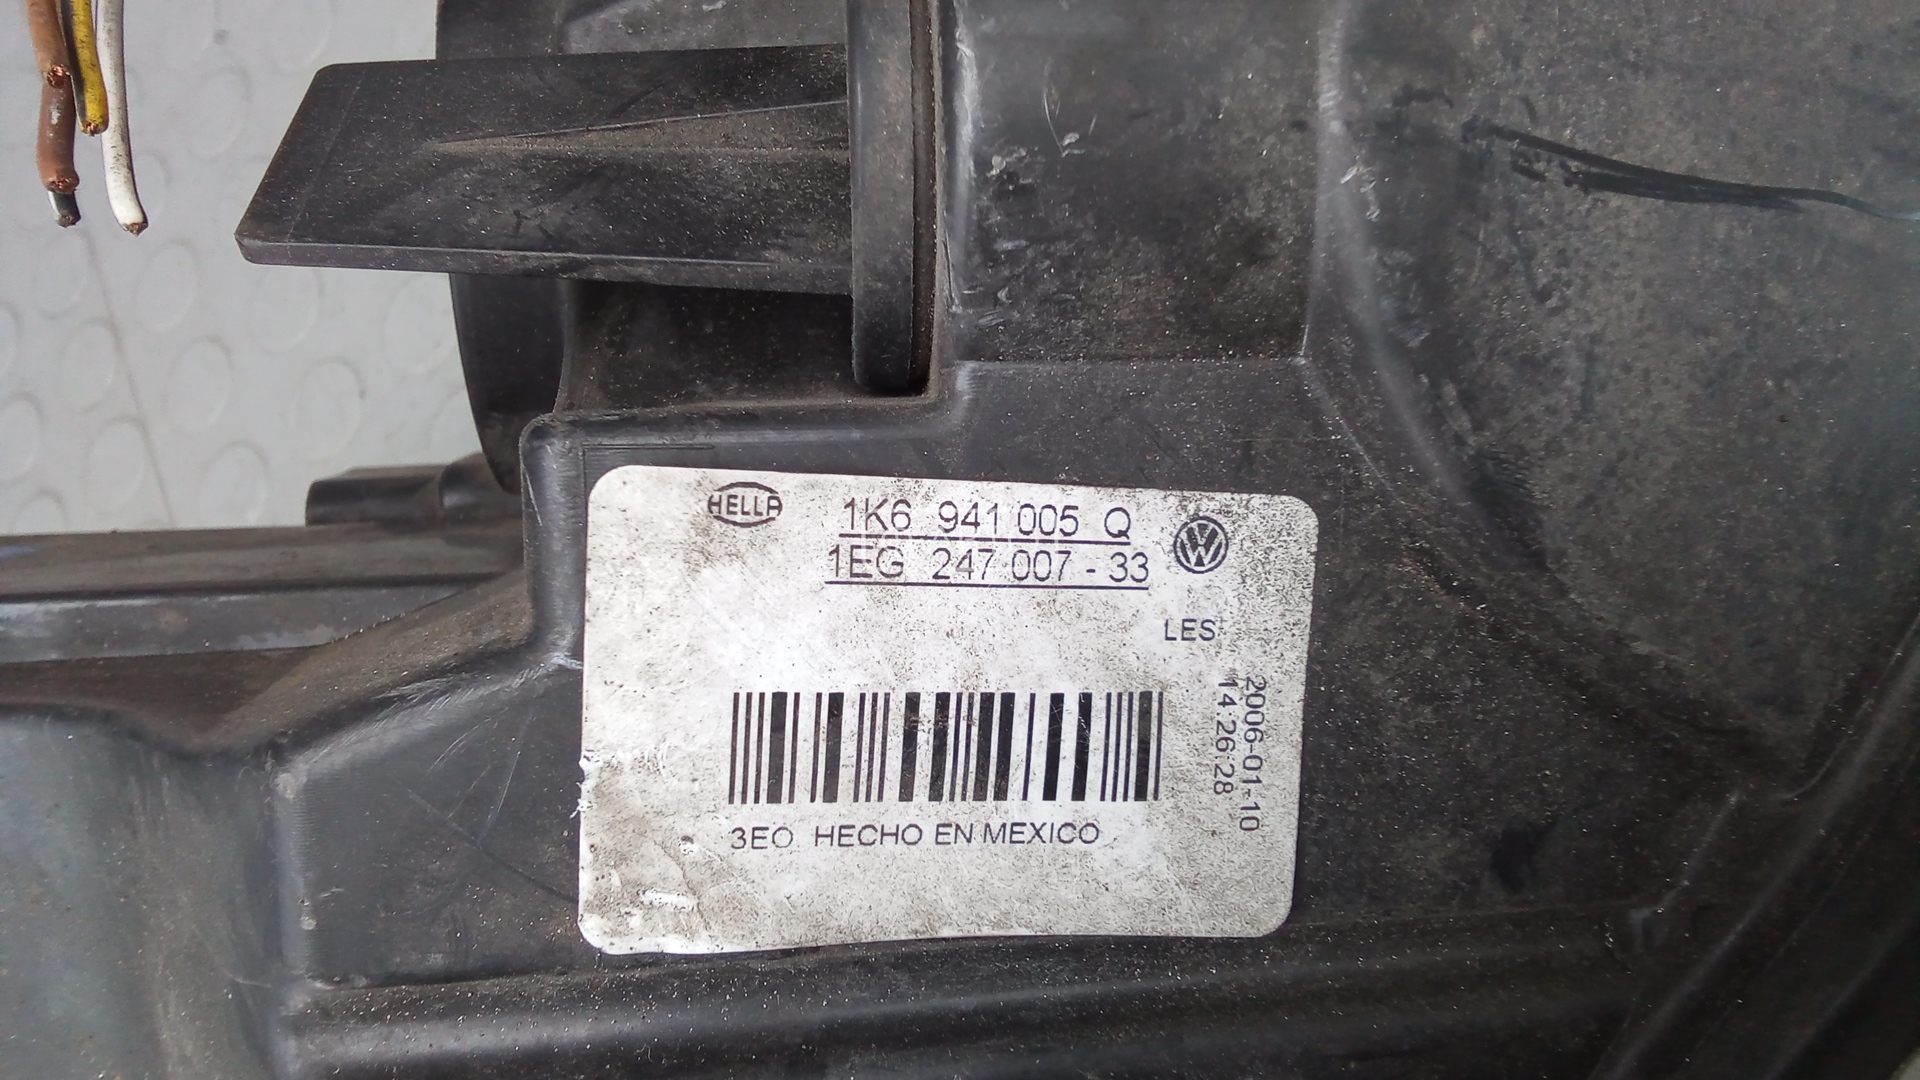 HELLA
1K6 941 005 Q
1EG 247 007 - 33
VW
LES
2006-01-10
14:26:28
3EO HECHO EN MEXICO